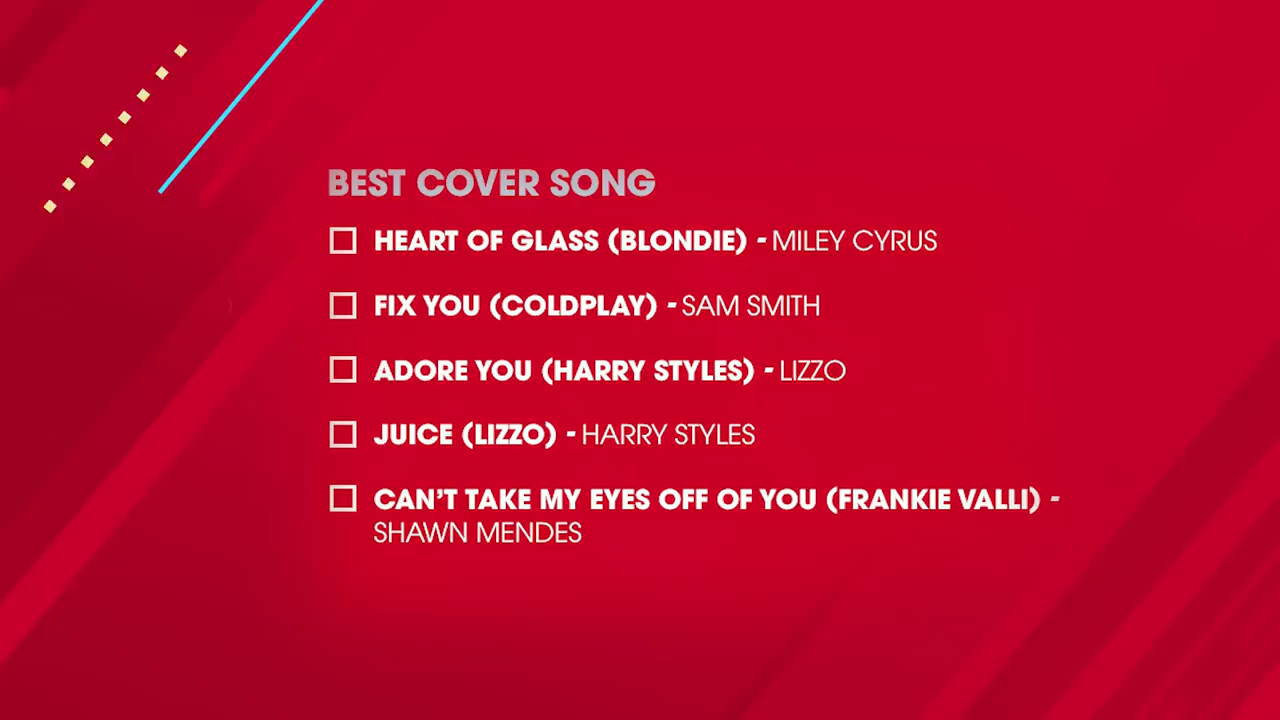 BEST COVER SONG
HEART OF GLASS (BLONDIE) - MILEY CYRUS
FIX YOU (COLDPLAY) - SAM SMITH
ADORE YOU (HARRY STYLES) - LIZZO
JUICE (LIZZO) - HARRY STYLES
CAN'T TAKE MY EYES OFF OF YOU (FRANKIE VALLI) -
SHAWN MENDES